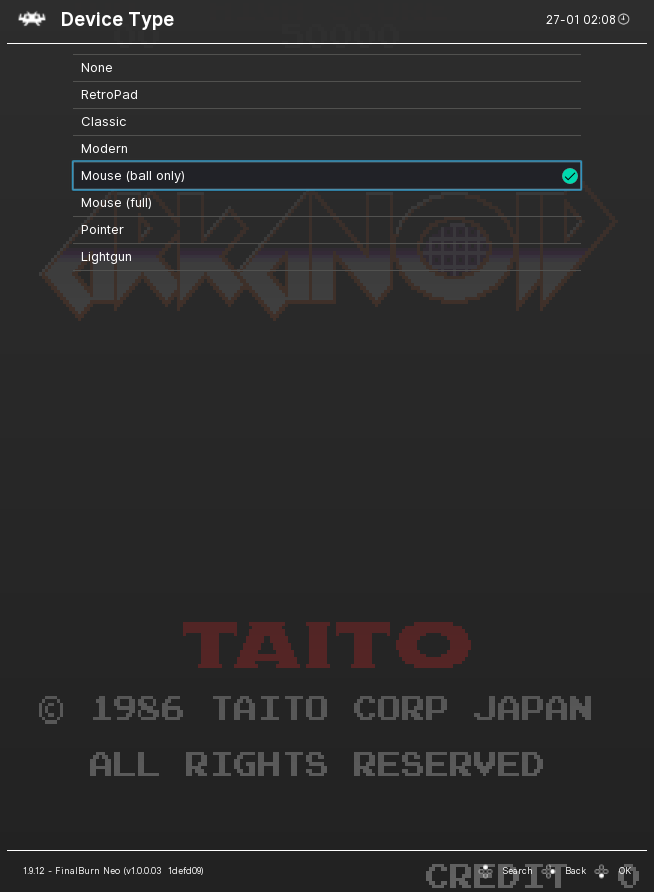 Device Type 27-01 02:08
50000
None
RetroPad
Classic
Modern
Mouse (ball only)
Mouse (full)
Pointer
Lightgun
ARKANOID
TAITO
© 1986 TAITO CORP JAPAN
ALL RIGHTS RESERVED
1.9.12 - FinalBurn Neo (v1.0.0.03 1defd09) Search Back OK
CREDIT 0